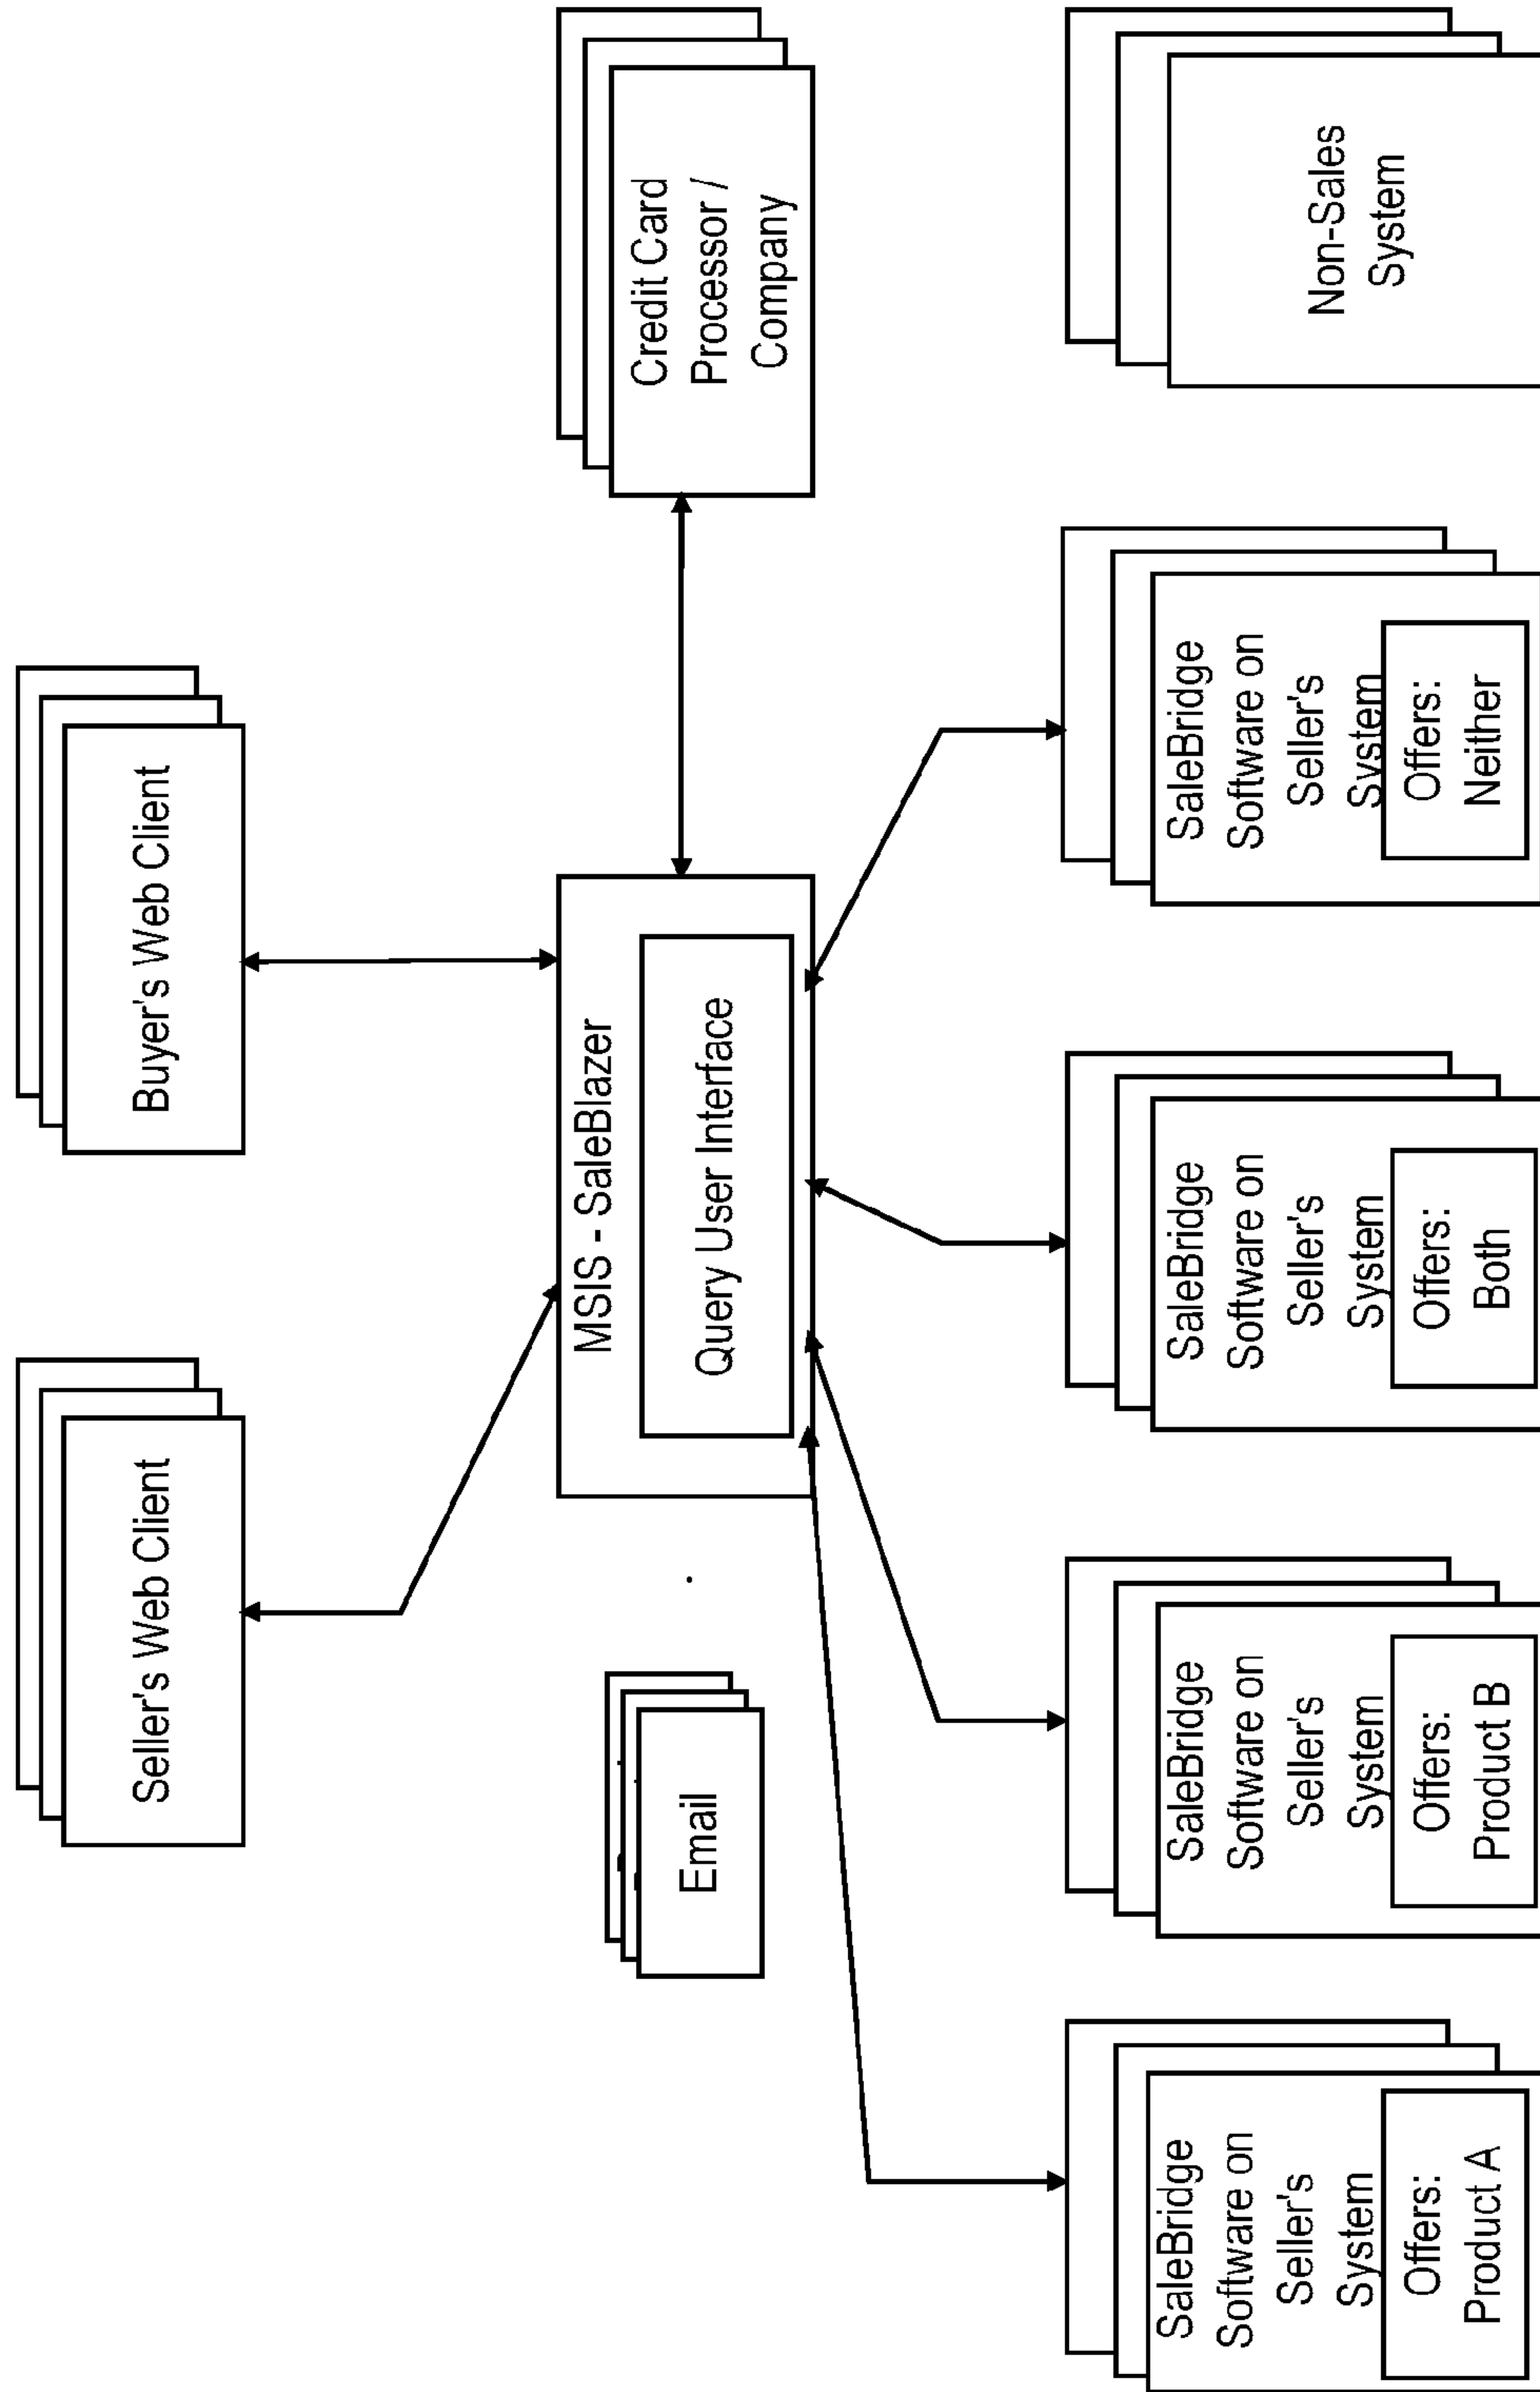 Seller's Web Client
Buyer's Web Client
MSIS - SaleBlazer
Query User Interface
Email
Credit Card
Processor /
Company
SaleBridge
Software on
Seller's
System
Offers:
Product A
SaleBridge
Software on
Seller's
System
Offers:
Product B
SaleBridge
Software on
Seller's
System
Offers:
Both
SaleBridge
Software on
Seller's
System
Offers:
Neither
Non-Sales
System